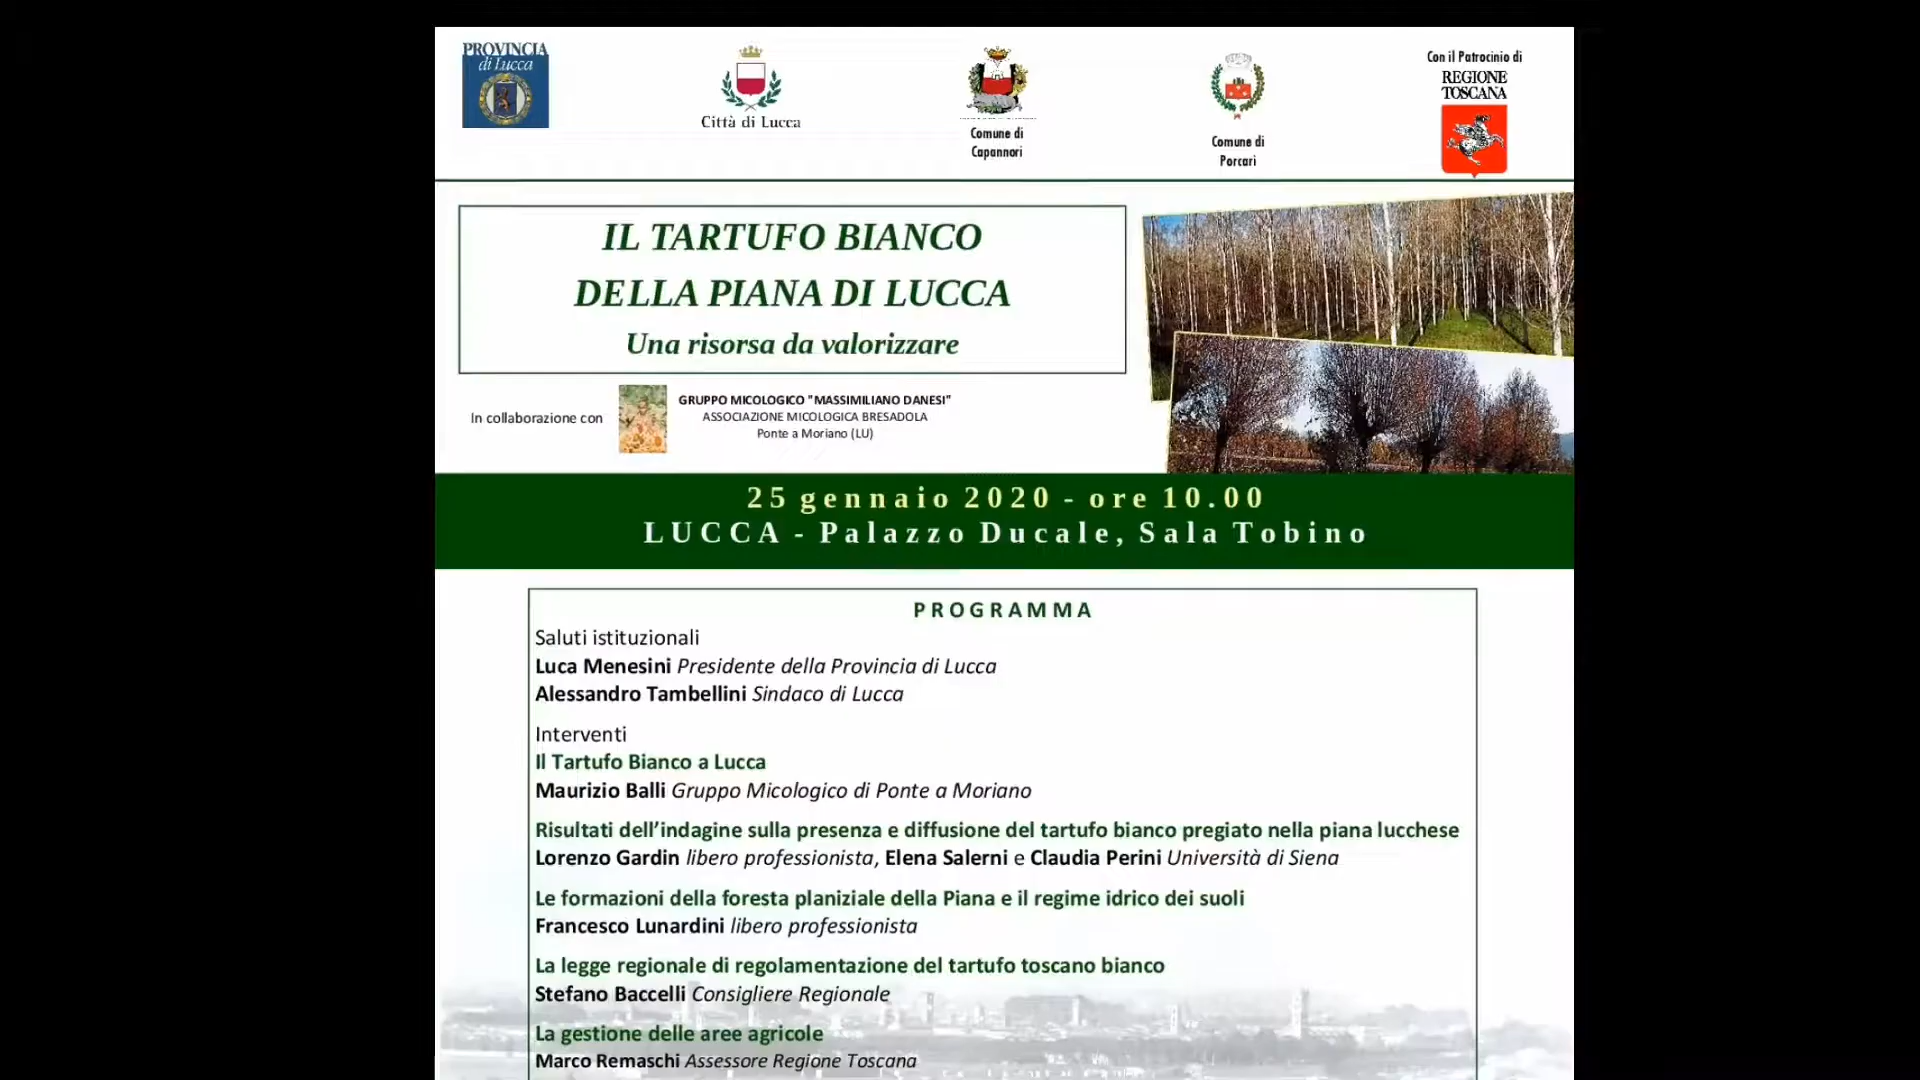 PROVINCIA
di Lucca
Città di Lucca
Comune di
Capannori
Comune di
Porcari
Con il Patrocinio di
REGIONE
TOSCANA
IL TARTUFO BIANCO
DELLA PIANA DI LUCCA
Una risorsa da valorizzare
In collaborazione con
GRUPPO MICOLOGICO "MASSIMILIANO DANESI"
ASSOCIAZIONE MICOLOGICA BRESADOLA
Ponte a Moriano (LU)
25 gennaio 2020 - ore 10.00
LUCCA - Palazzo Ducale, Sala Tobino
PROGRAMMA
Saluti istituzionali
Luca Menesini Presidente della Provincia di Lucca
Alessandro Tambellini Sindaco di Lucca
Interventi
Il Tartufo Bianco a Lucca
Maurizio Balli Gruppo Micologico di Ponte a Moriano
Risultati dell’indagine sulla presenza e diffusione del tartufo bianco pregiato nella piana lucchese
Lorenzo Gardin libero professionista, Elena Salerni e Claudia Perini Università di Siena
Le formazioni della foresta planiziale della Piana e il regime idrico dei suoli
Francesco Lunardini libero professionista
La legge regionale di regolamentazione del tartufo toscano bianco
Stefano Baccelli Consigliere Regionale
La gestione delle aree agricole
Marco Remaschi Assessore Regione Toscana